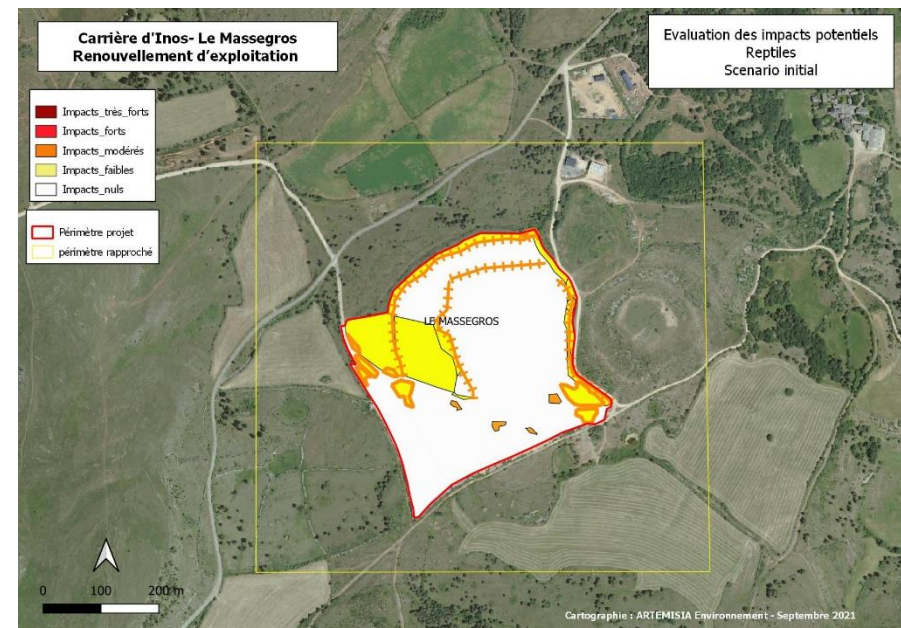 Carrière d'Inos- Le Massegros
Renouvellement d'exploitation
Evaluation des impacts potentiels
Reptiles
Scenario initial
Impacts_très_forts
Impacts_forts
Impacts_modérés
Impacts_faibles
Impacts_nuls
Périmètre projet
périmètre rapproché
LE MASSEGROS
0 100 200 m
Cartographie : ARTEMISIA Environnement - Septembre 2021